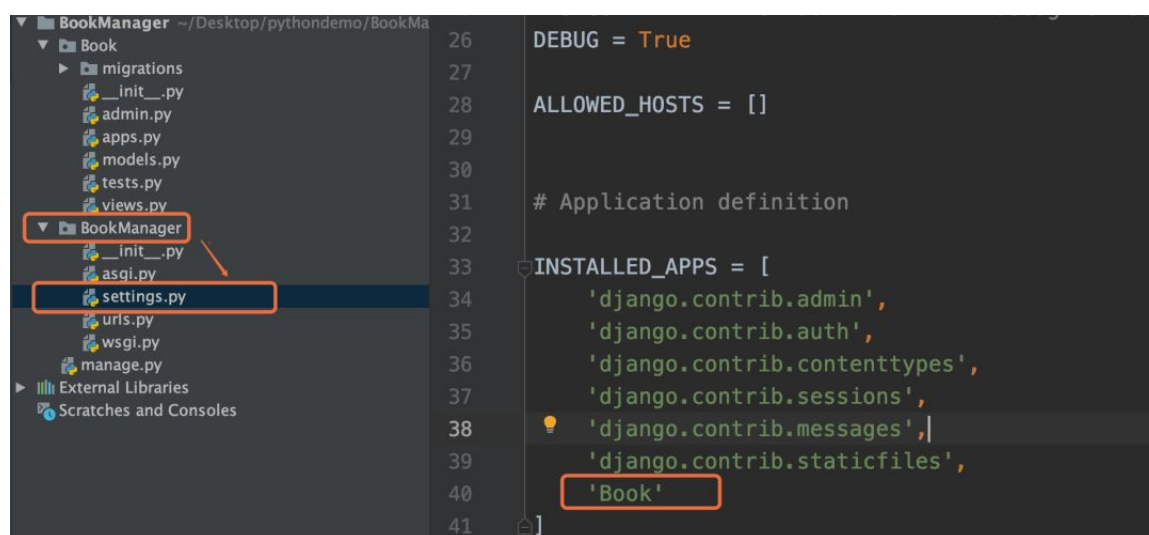 BookManager ~/Desktop/pythondemo/BookMa
Book
migrations
__init__.py
admin.py
apps.py
models.py
tests.py
views.py
BookManager
__init__.py
asgi.py
settings.py
urls.py
wsgi.py
manage.py
External Libraries
Scratches and Consoles
26 DEBUG = True
27
28 ALLOWED_HOSTS = []
29
30
31 # Application definition
32
33 INSTALLED_APPS = [
34 'django.contrib.admin',
35 'django.contrib.auth',
36 'django.contrib.contenttypes',
37 'django.contrib.sessions',
38 'django.contrib.messages',
39 'django.contrib.staticfiles',
40 'Book'
41 ]